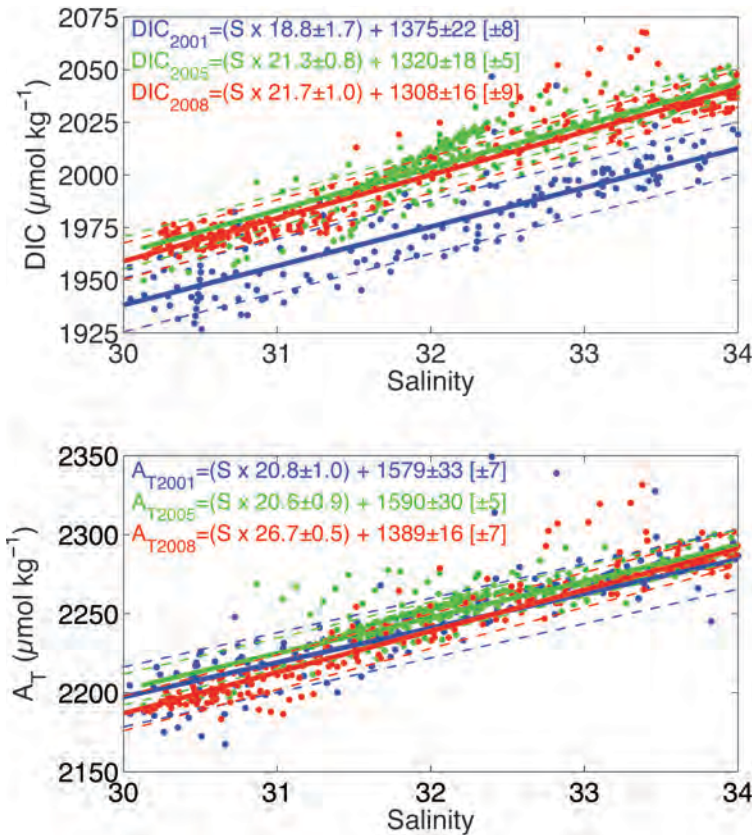 2075
2050
2025
2000
1975
1950
1925
DIC (µmol kg⁻¹)
DIC₂₀₀₁=(S x 18.8±1.7) + 1375±22 [±8]
DIC₂₀₀₅=(S x 21.3±0.8) + 1320±18 [±5]
DIC₂₀₀₈=(S x 21.7±1.0) + 1308±16 [±9]
30 31 32 33 34
Salinity
2350
2300
2250
2200
2150
A_T (µmol kg⁻¹)
A_T2001=(S x 20.8±1.0) + 1579±33 [±7]
A_T2005=(S x 20.6±0.9) + 1590±30 [±5]
A_T2008=(S x 26.7±0.5) + 1389±16 [±7]
30 31 32 33 34
Salinity